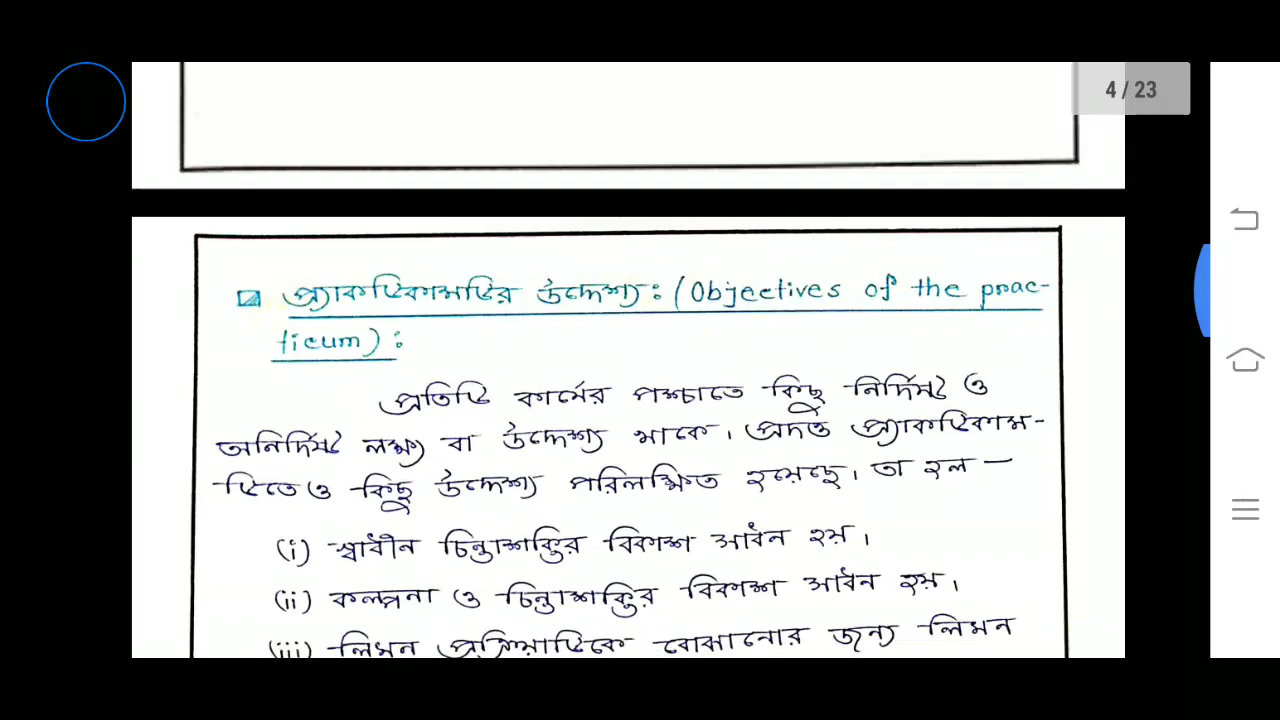 4 / 23
প্র্যাকটিকামটির উদ্দেশ্য: (Objectives of the prac-
ticum) :
প্রতিটি কার্যের পশ্চাতে কিছু নির্দিষ্ট ও
অনির্দিষ্ট লক্ষ্য বা উদ্দেশ্য থাকে। প্রদত্ত প্র্যাকটিকাম-
টিতেও কিছু উদ্দেশ্য পরিলক্ষিত হয়েছে। তা হল —
(i) স্বাধীন চিন্তাশক্তির বিকাশ সাধন হয়।
(ii) কল্পনা ও চিন্তাশক্তির বিকাশ সাধন হয়।
(iii) লিখন প্রক্রিয়াটিকে বোঝানোর জন্য লিখন